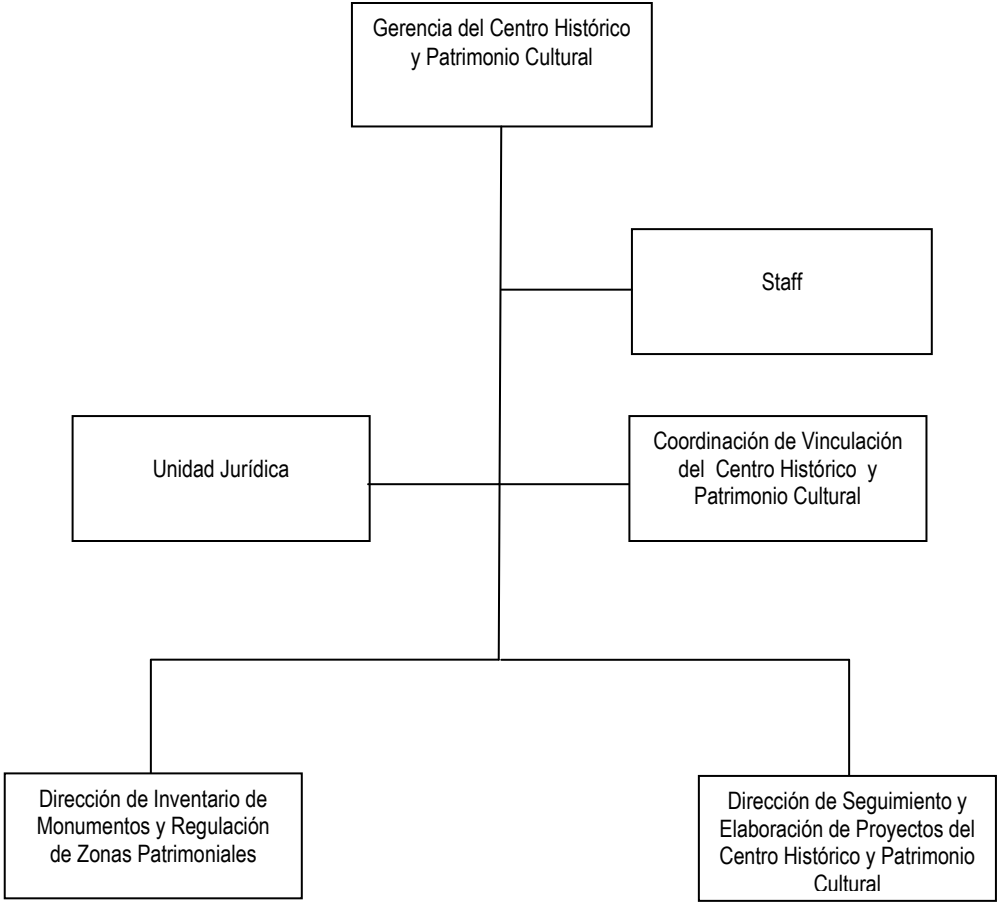 Gerencia del Centro Histórico
y Patrimonio Cultural
Staff
Unidad Jurídica
Coordinación de Vinculación
del Centro Histórico y
Patrimonio Cultural
Dirección de Inventario de
Monumentos y Regulación
de Zonas Patrimoniales
Dirección de Seguimiento y
Elaboración de Proyectos del
Centro Histórico y Patrimonio
Cultural